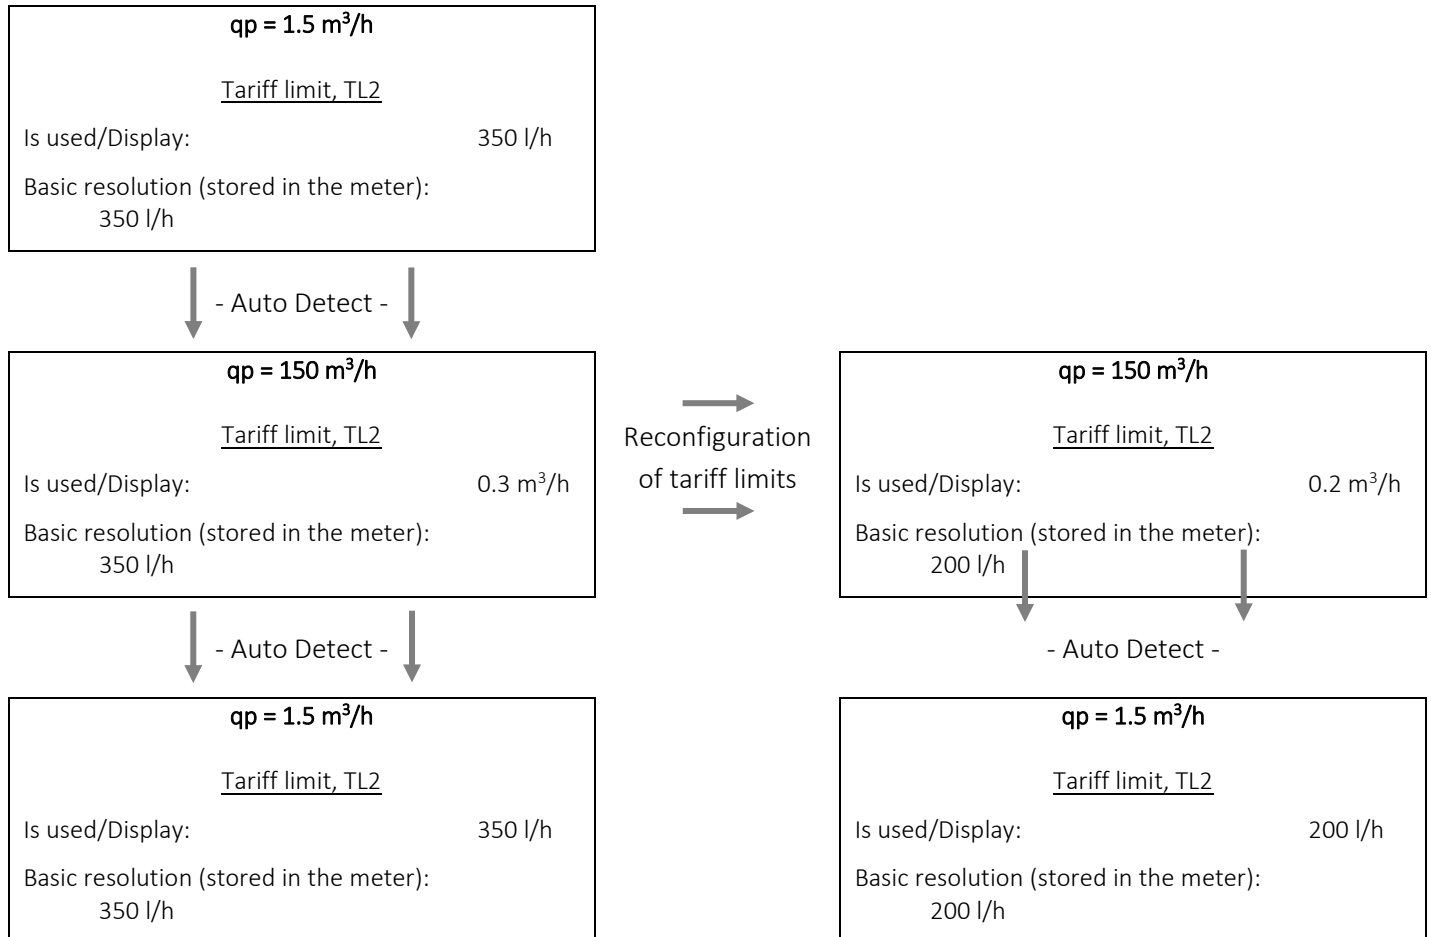 qp = 1.5 m³/h
Tariff limit, TL2
Is used/Display: 350 l/h
Basic resolution (stored in the meter):
350 l/h
- Auto Detect -
qp = 150 m³/h
Tariff limit, TL2
Is used/Display: 0.3 m³/h
Basic resolution (stored in the meter):
350 l/h
Reconfiguration
of tariff limits
qp = 150 m³/h
Tariff limit, TL2
Is used/Display: 0.2 m³/h
Basic resolution (stored in the meter):
200 l/h
- Auto Detect -
- Auto Detect -
qp = 1.5 m³/h
Tariff limit, TL2
Is used/Display: 350 l/h
Basic resolution (stored in the meter):
350 l/h
qp = 1.5 m³/h
Tariff limit, TL2
Is used/Display: 200 l/h
Basic resolution (stored in the meter):
200 l/h